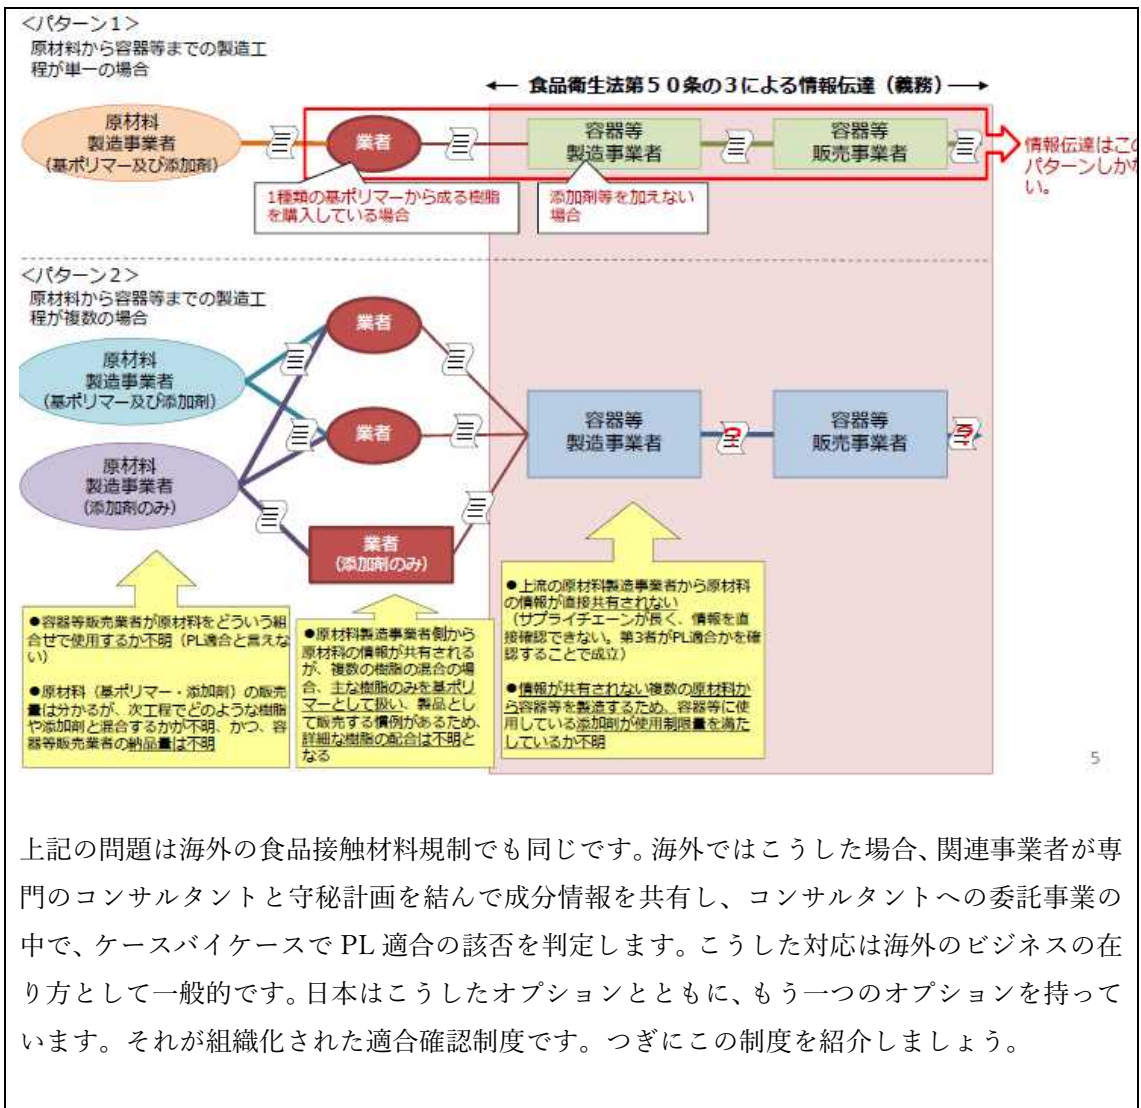 <パターン1>
原材料から容器等までの製造工
程が単一の場合
食品衛生法第50条の3による情報伝達（義務）
原材料
製造事業者
(基ポリマー及び添加剤)
業者
容器等
製造事業者
容器等
販売事業者
情報伝達はこの
パターンしかな
い。
1種類の基ポリマーから成る樹脂
を購入している場合
添加剤等を加えない
場合
<パターン2>
原材料から容器等までの製造工
程が複数の場合
業者
原材料
製造事業者
(基ポリマー及び添加剤)
業者
容器等
製造事業者
?
容器等
販売事業者
?
原材料
製造事業者
(添加剤のみ)
業者
(添加剤のみ)
●容器等販売業者が原材料をどういう組
合せで使用するか不明（PL適合と言えな
い）
●原材料（基ポリマー・添加剤）の販売
量は分かるが、次工程でどのような樹脂
や添加剤と混合するかが不明、かつ、容
器等販売業者の納品量は不明
●原材料製造事業者側から
原材料の情報が共有される
が、複数の樹脂の混合の場
合、主な樹脂のみを基ポリ
マーとして扱い、製品とし
て販売する慣例があるため、
詳細な樹脂の配合は不明と
なる
●上流の原材料製造事業者から原材料
の情報が直接共有されない
（サプライチェーンが長く、情報を直
接確認できない。第3者がPL適合かを確
認することで成立）
●情報が共有されない複数の原材料か
ら容器等を製造するため、容器等に使
用している添加剤が使用制限量を満た
しているか不明
5
上記の問題は海外の食品接触材料規制でも同じです。海外ではこうした場合、関連事業者が専
門のコンサルタントと守秘計画を結んで成分情報を共有し、コンサルタントへの委託事業の
中で、ケースバイケースで PL 適合の該否を判定します。こうした対応は海外のビジネスの在
り方として一般的です。日本はこうしたオプションとともに、もう一つのオプションを持って
います。それが組織化された適合確認制度です。つぎにこの制度を紹介しましょう。